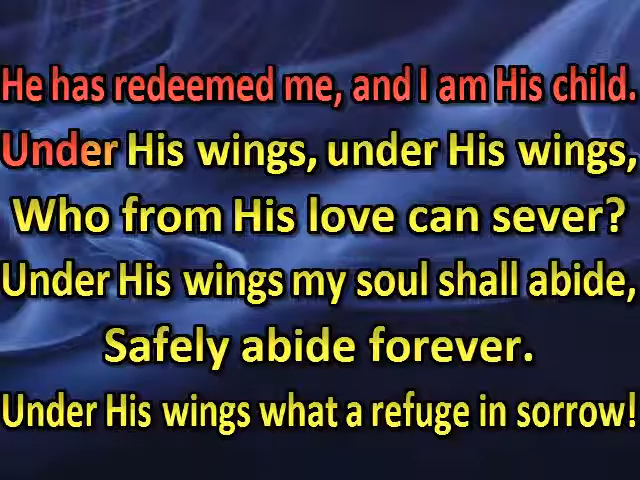 He has redeemed me, and I am His child.
Under His wings, under His wings,
Who from His love can sever?
Under His wings my soul shall abide,
Safely abide forever.
Under His wings what a refuge in sorrow!